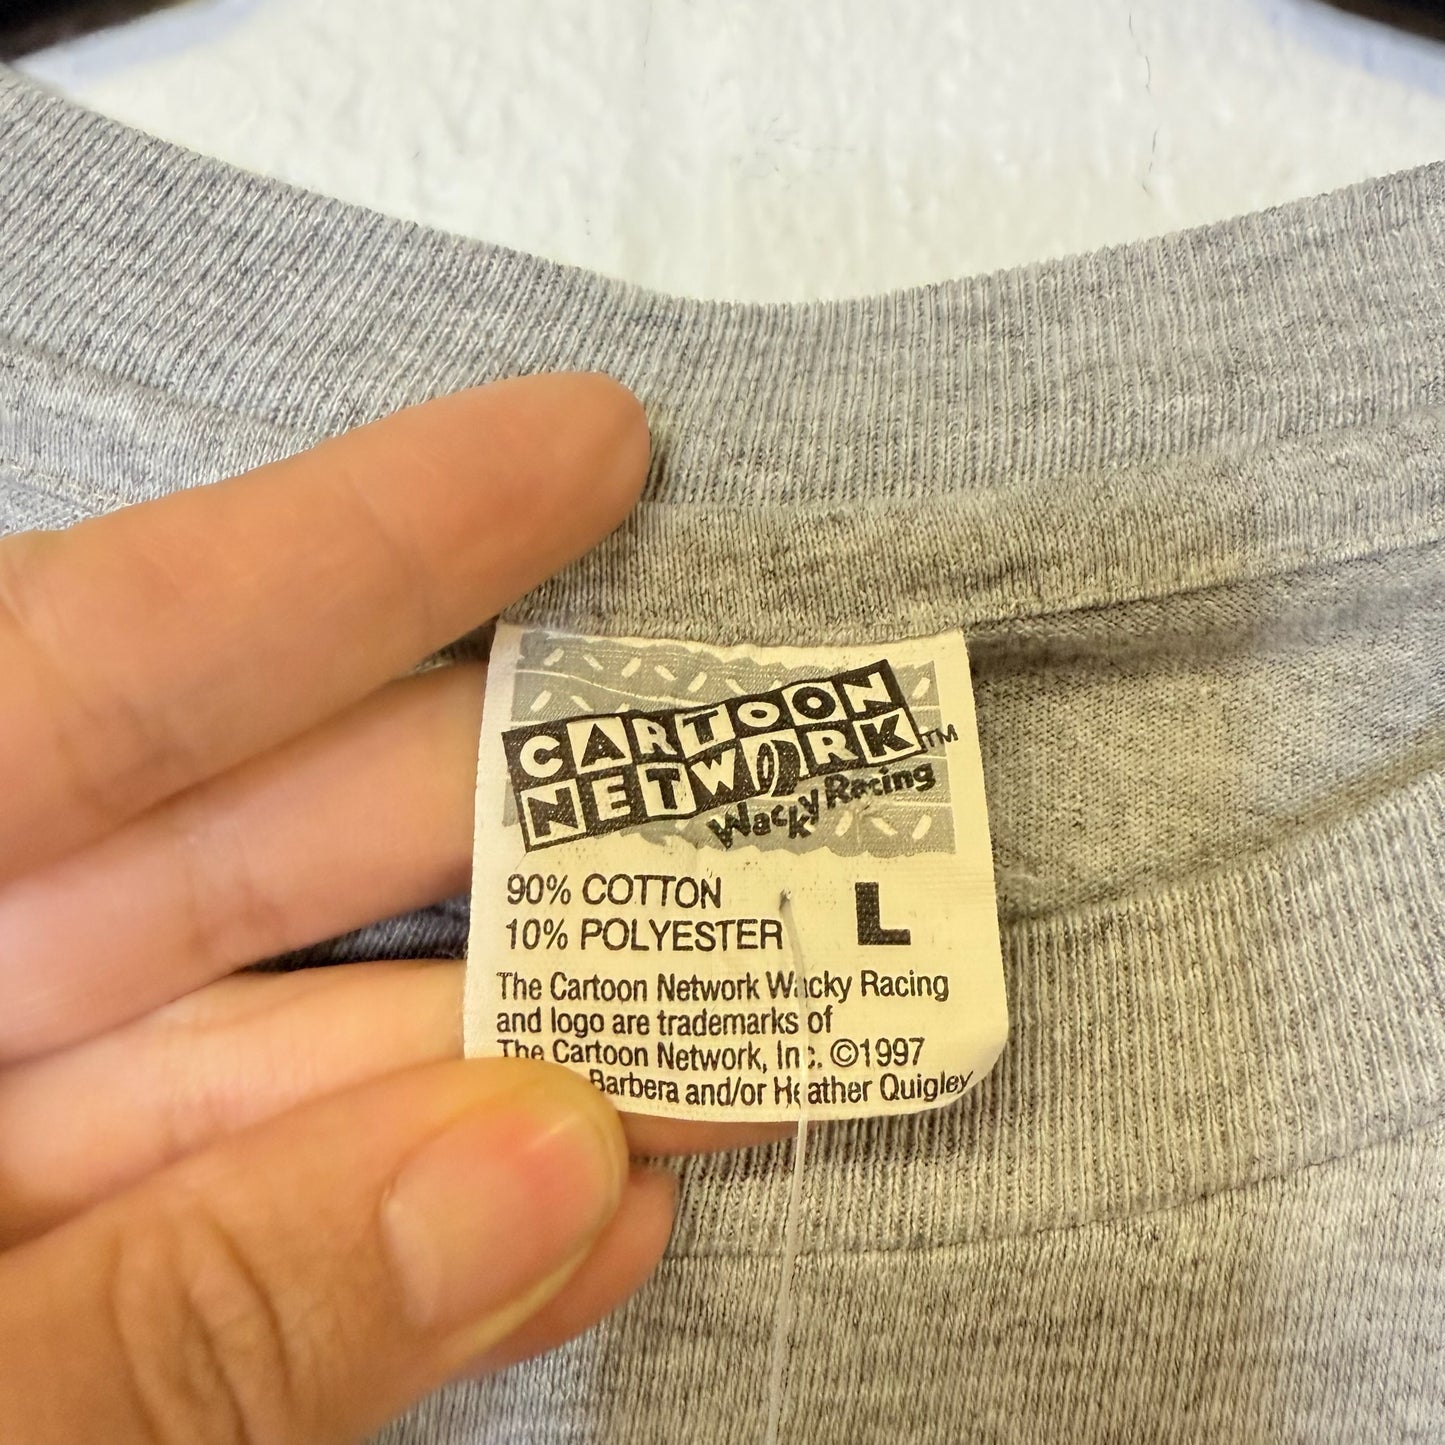 CARTOON
NETWORK™
Wacky Racing
90% COTTON
10% POLYESTER
L
The Cartoon Network Wacky Racing
and logo are trademarks of
The Cartoon Network, Inc. ©1997
Barbera and/or Heather Quigley